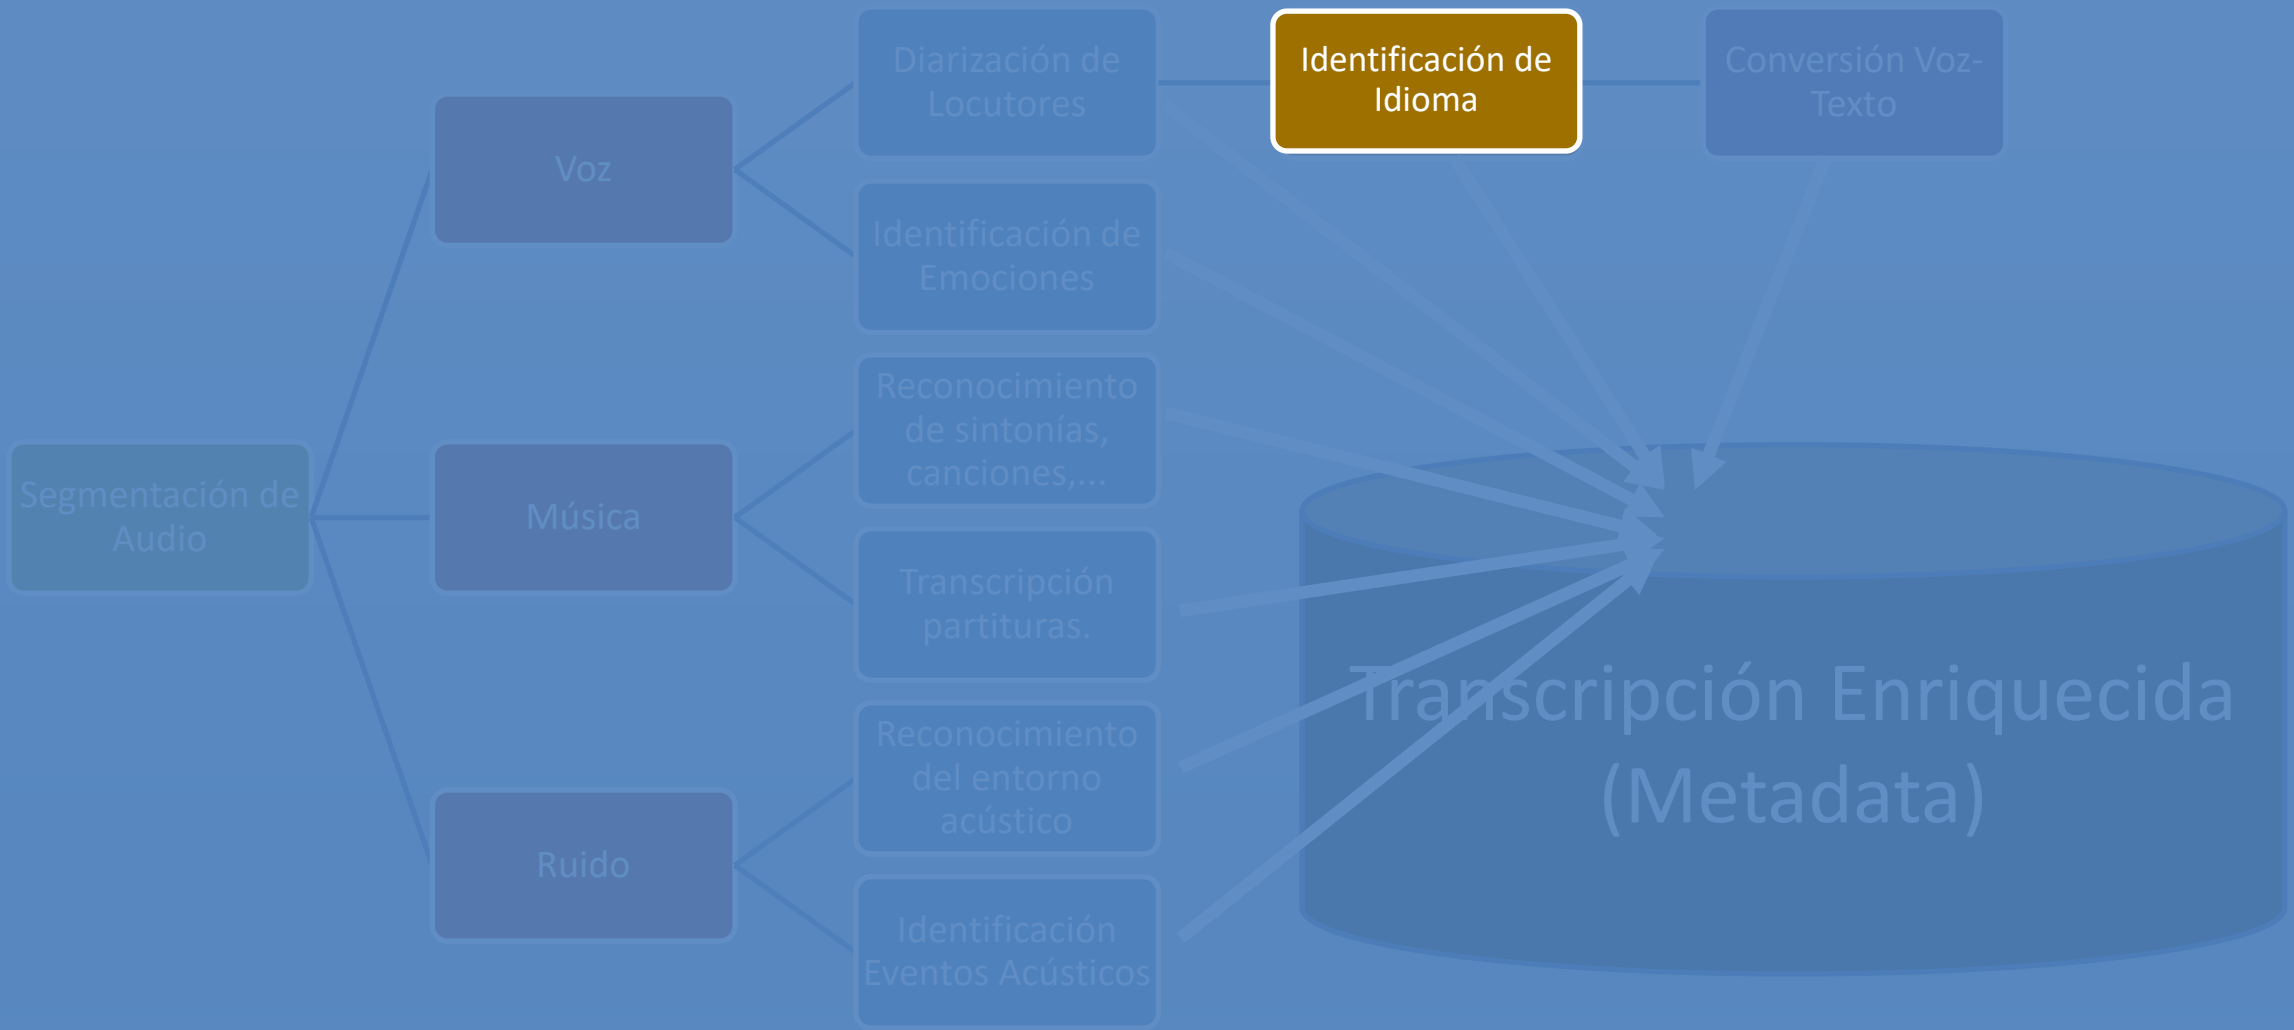 Diarización de
Locutores
Identificación de
Idioma
Conversión Voz-
Texto
Voz
Identificación de
Emociones
Reconocimiento
de sintonías,
canciones,...
Segmentación de
Audio
Música
Transcripción
partituras.
Transcripción Enriquecida
(Metadata)
Reconocimiento
del entorno
acústico
Ruido
Identificación
Eventos Acústicos